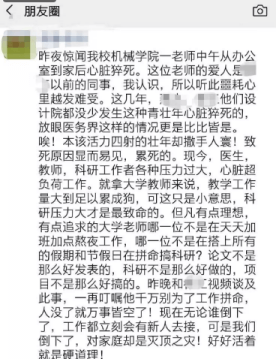 朋友圈
昨夜惊闻我校机械学院一老师中午从办公
室到家后心脏猝死。这位老师的爱人是
以前的同事，我认识，所以听此噩耗心
里越发难受。这几年，他们设
计院都没少发生这种青壮年心脏猝死的，
放眼医务界这样的情况更是比比皆是。
唉！本该活力四射的壮年却撒手人寰！致
死原因显而易见，累死的。现今，医生，
教师，科研工作者各种压力过大，心脏超
负荷工作。就拿大学教师来说，教学工作
量大到足以累成狗，可这只是小意思，科
研压力大才是最致命的。但凡有点理想，
有点追求的大学老师哪一位不是在天天加
班加点熬夜工作，哪一位不是在搭上所有
的假期和节假日在拼命搞科研？论文不是
那么好发表的，科研不是那么好做的，项
目不是那么好搞的。昨晚和视频谈及
此事，一再叮嘱他千万别为了工作拼命，
人没了就万事皆空了！现在无论谁倒下
了，工作都立刻会有新人去接，可是我们
倒下了，对家庭却是灭顶之灾！好好活着
就是硬道理！